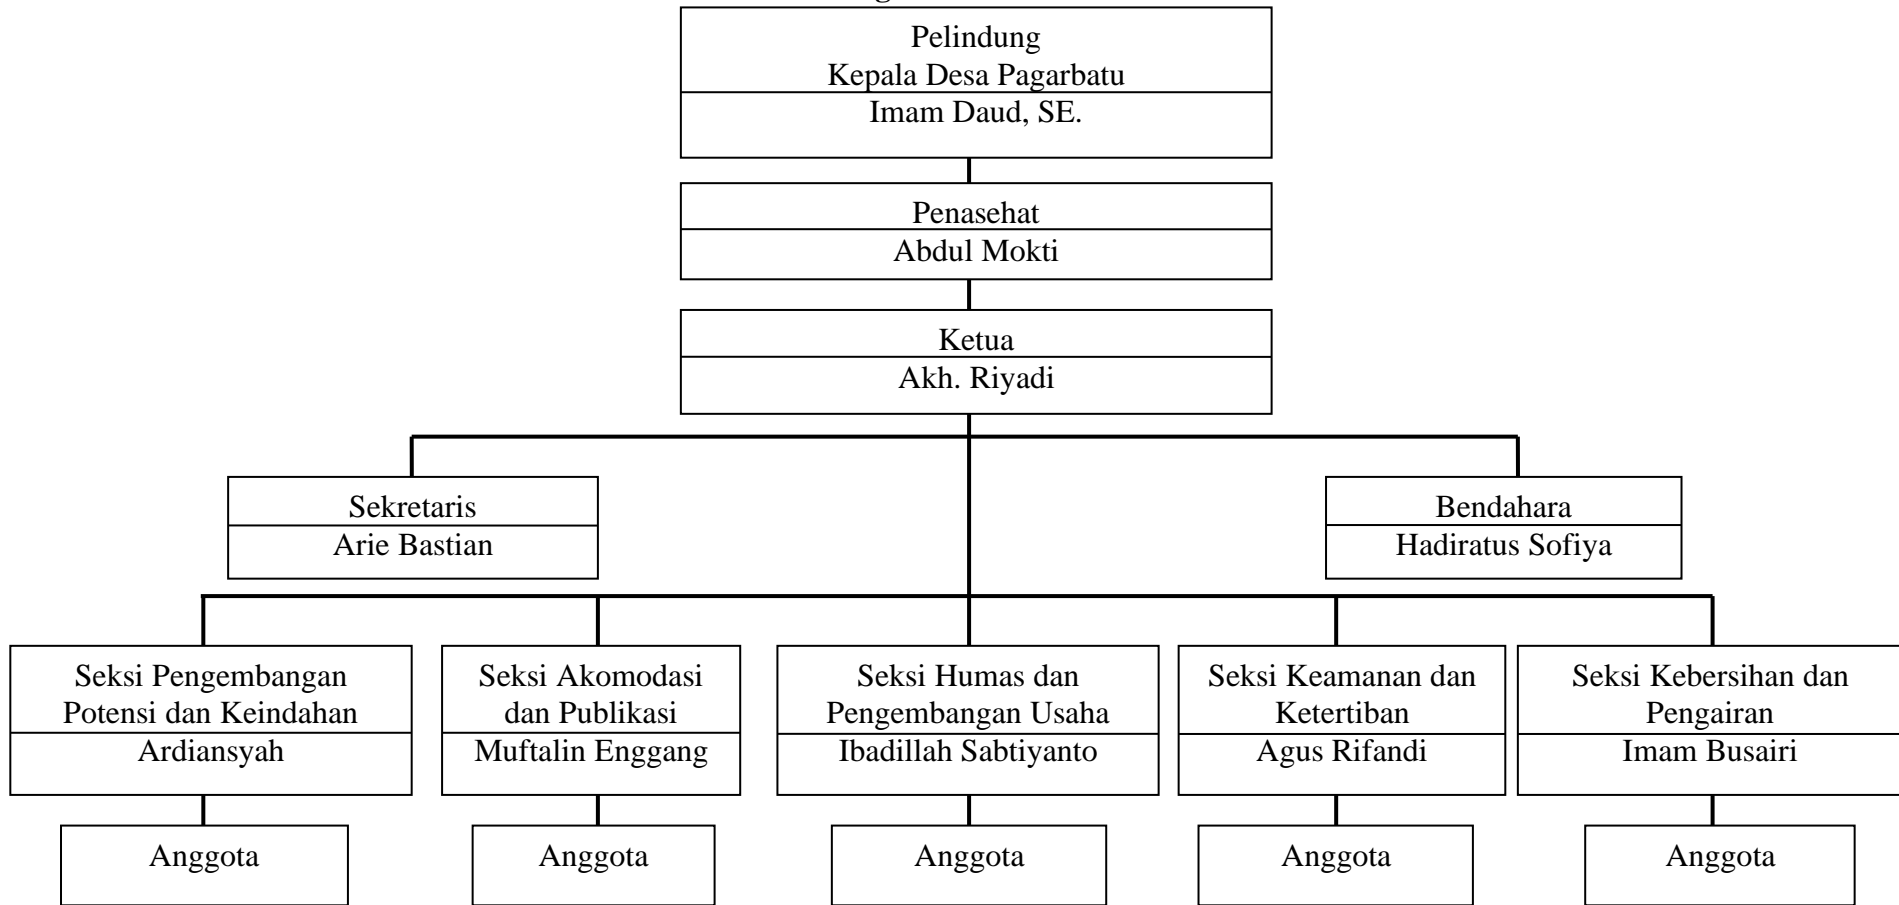 Pelindung
Kepala Desa Pagarbatu
Imam Daud, SE.
Penasehat
Abdul Mokti
Ketua
Akh. Riyadi
Sekretaris
Arie Bastian
Bendahara
Hadiratus Sofiya
Seksi Pengembangan
Potensi dan Keindahan
Ardiansyah
Seksi Akomodasi
dan Publikasi
Muftalin Enggang
Seksi Humas dan
Pengembangan Usaha
Ibadillah Sabtiyanto
Seksi Keamanan dan
Ketertiban
Agus Rifandi
Seksi Kebersihan dan
Pengairan
Imam Busairi
Anggota
Anggota
Anggota
Anggota
Anggota